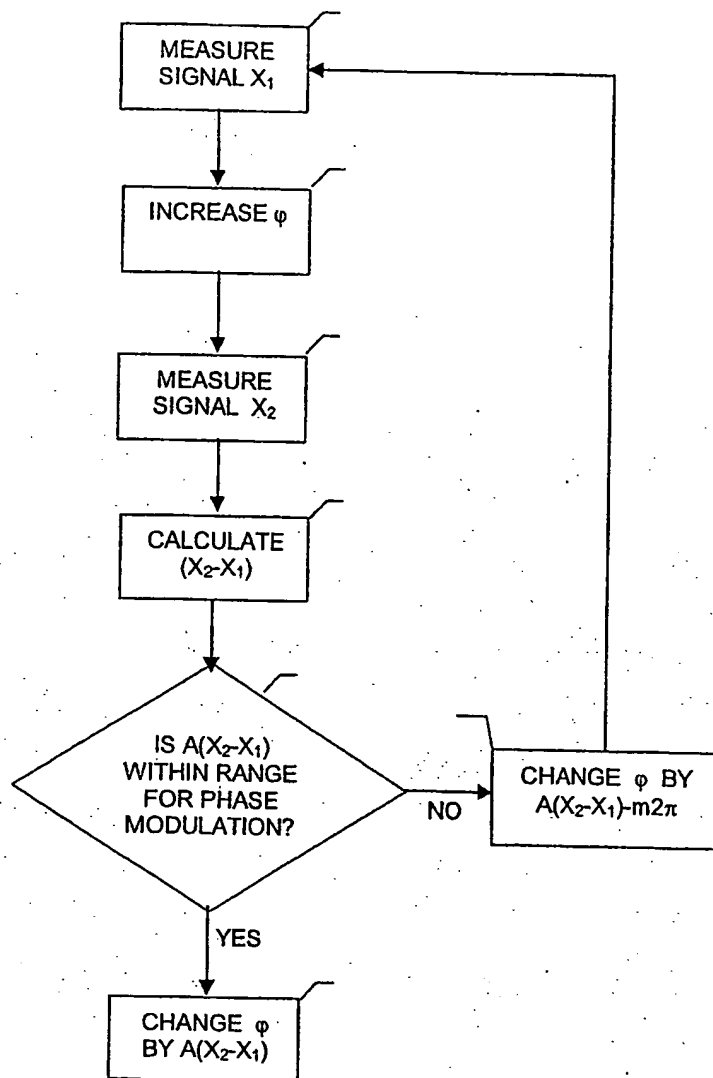 MEASURE
SIGNAL X₁
INCREASE φ
MEASURE
SIGNAL X₂
CALCULATE
(X₂-X₁)
IS A(X₂-X₁)
WITHIN RANGE
FOR PHASE
MODULATION?
NO
CHANGE φ BY
A(X₂-X₁)-m2π
YES
CHANGE φ
BY A(X₂-X₁)